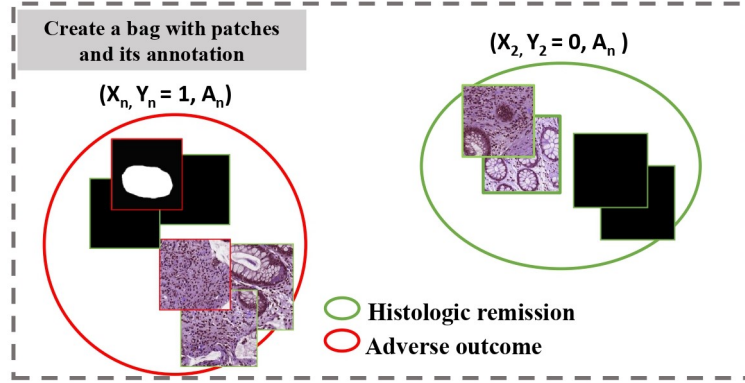 Create a bag with patches
and its annotation
(Xn, Yn = 1, An)
(X2, Y2 = 0, An )
Histologic remission
Adverse outcome